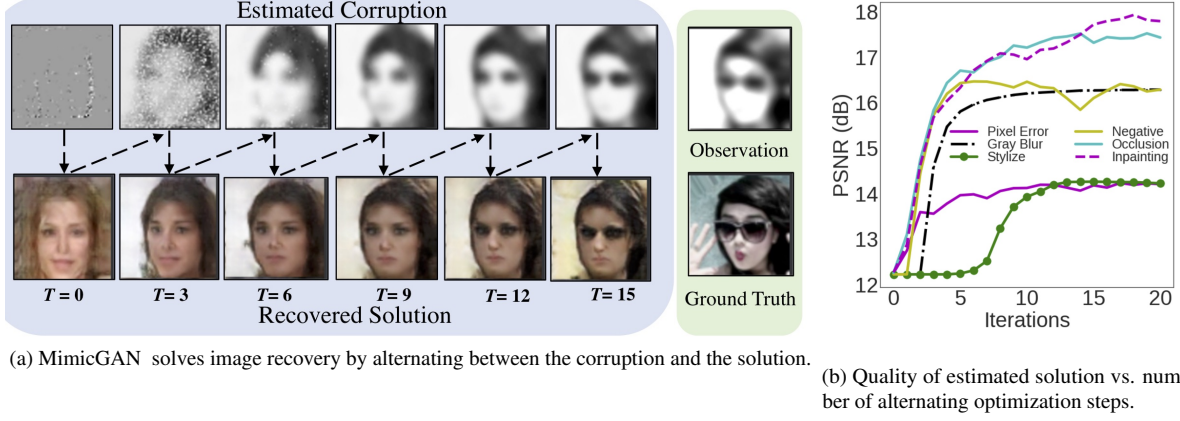 Estimated Corruption
T = 0
T = 3
T = 6
T = 9
T = 12
T = 15
Recovered Solution
Observation
Ground Truth
(a) MimicGAN solves image recovery by alternating between the corruption and the solution.
PSNR (dB)
18
17
16
15
14
13
12
Pixel Error
Gray Blur
Stylize
Negative
Occlusion
Inpainting
0 5 10 15 20
Iterations
(b) Quality of estimated solution vs. num
ber of alternating optimization steps.